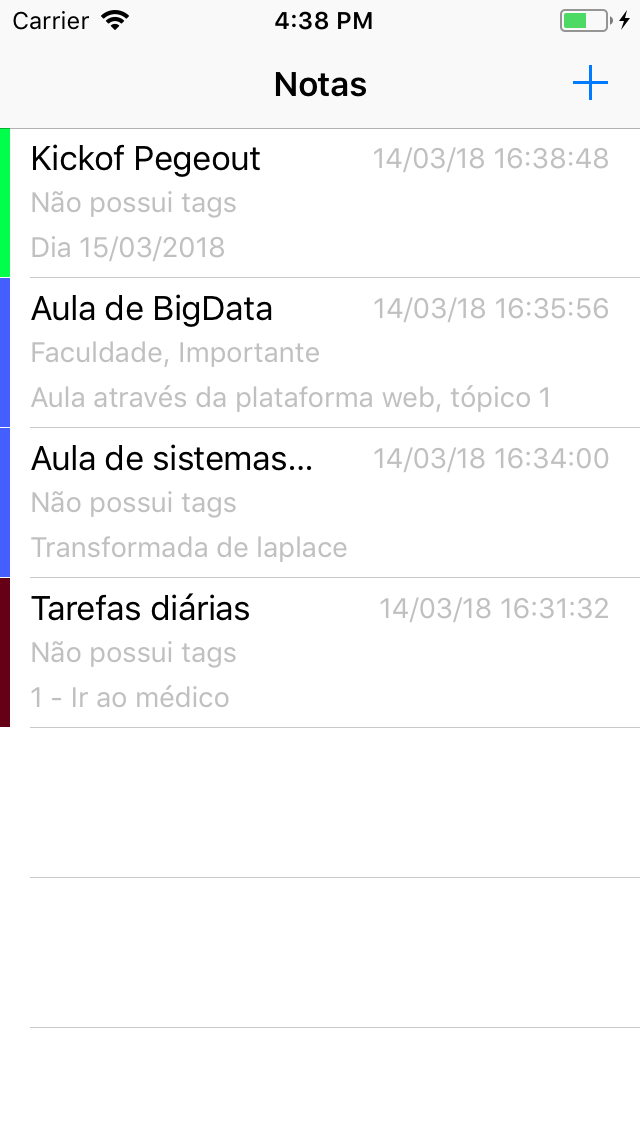 Carrier 4:38 PM
Notas
Kickof Pegeout 14/03/18 16:38:48
Não possui tags
Dia 15/03/2018
Aula de BigData 14/03/18 16:35:56
Faculdade, Importante
Aula através da plataforma web, tópico 1
Aula de sistemas... 14/03/18 16:34:00
Não possui tags
Transformada de laplace
Tarefas diárias 14/03/18 16:31:32
Não possui tags
1 - Ir ao médico